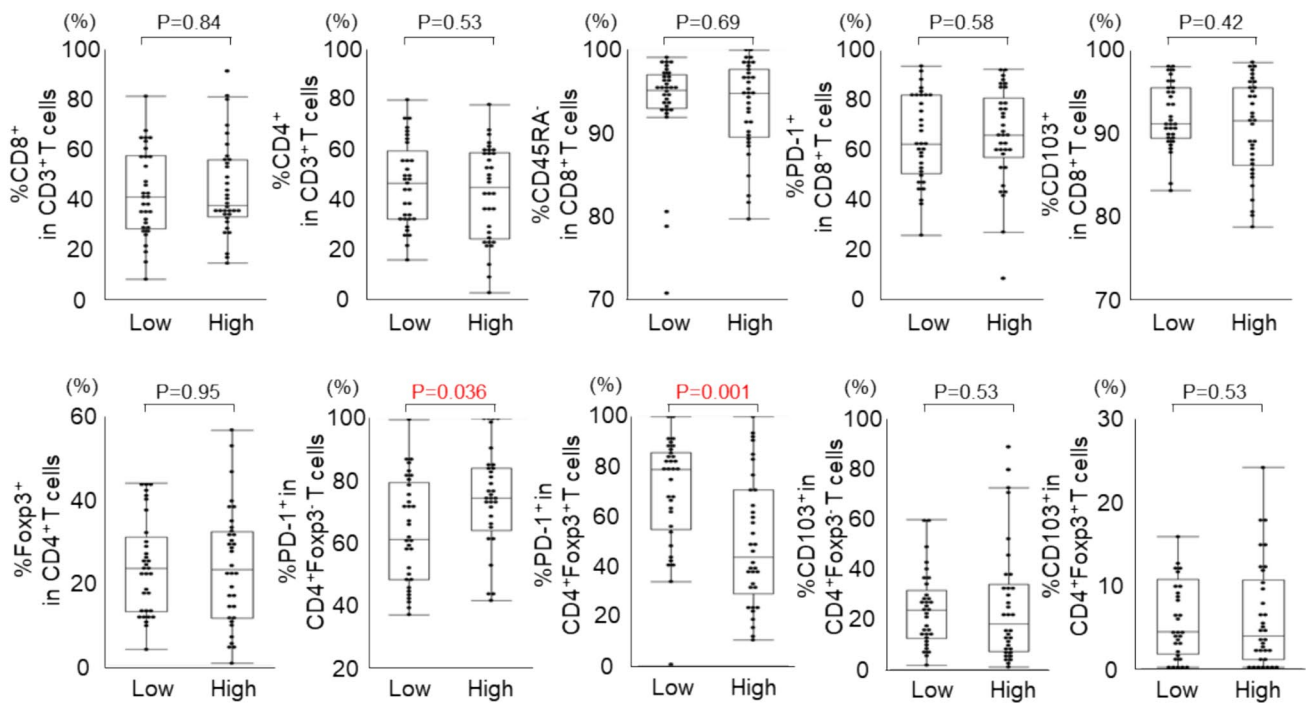 (%)
P=0.84
%CD8⁺
in CD3⁺T cells
100
80
60
40
20
0
Low High
(%)
P=0.53
%CD4⁺
in CD3⁺T cells
100
80
60
40
20
0
Low High
(%)
P=0.69
%CD45RA⁻
in CD8⁺T cells
100
90
80
70
Low High
(%)
P=0.58
%PD-1⁺
in CD8⁺T cells
100
80
60
40
20
0
Low High
(%)
P=0.42
%CD103⁺
in CD8⁺T cells
100
90
80
70
Low High
(%)
P=0.95
%Foxp3⁺
in CD4⁺T cells
60
40
20
0
Low High
(%)
P=0.036
%PD-1⁺in
CD4⁺Foxp3⁻T cells
100
80
60
40
20
Low High
(%)
P=0.001
%PD-1⁺in
CD4⁺Foxp3⁺T cells
100
80
60
40
20
0
Low High
(%)
P=0.53
%CD103⁺in
CD4⁺Foxp3⁻T cells
100
80
60
40
20
0
Low High
(%)
P=0.53
%CD103⁺in
CD4⁺Foxp3⁺T cells
30
20
10
0
Low High